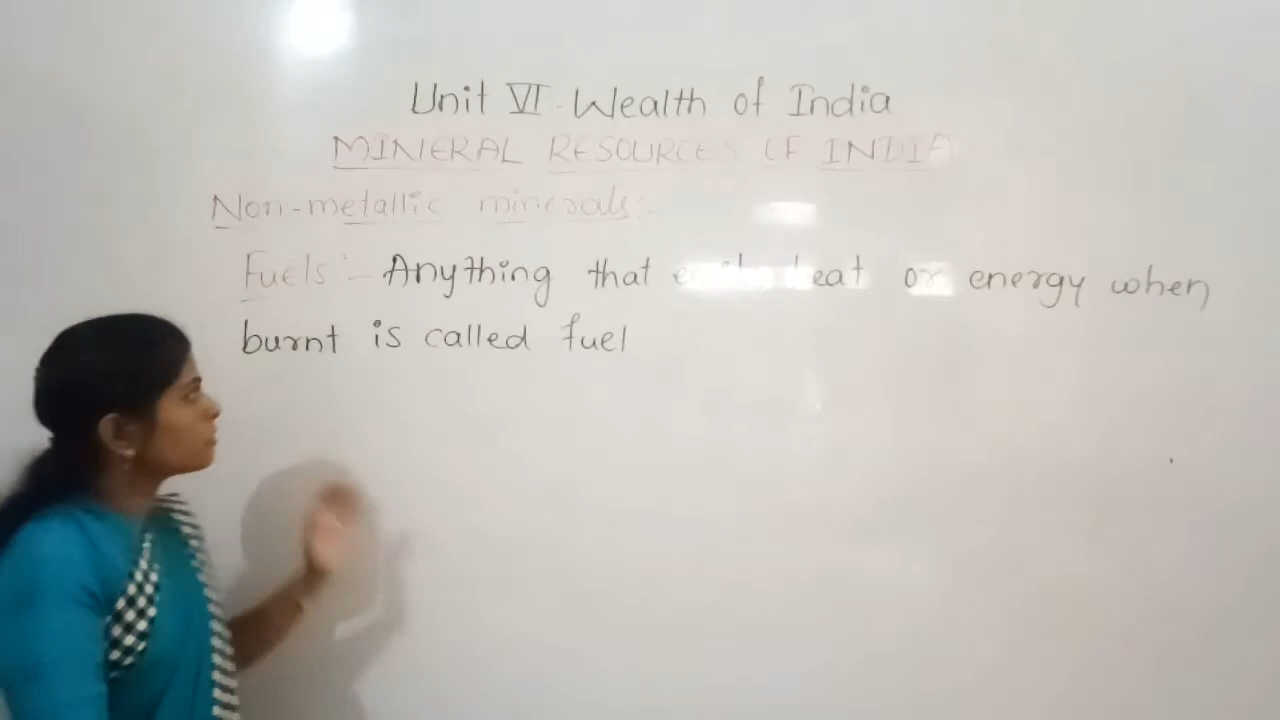 Unit VI - Wealth of India
MINERAL RESOURCES OF INDIA
Non-metallic minerals:-
Fuels :- Anything that emits heat or energy when
burnt is called fuel